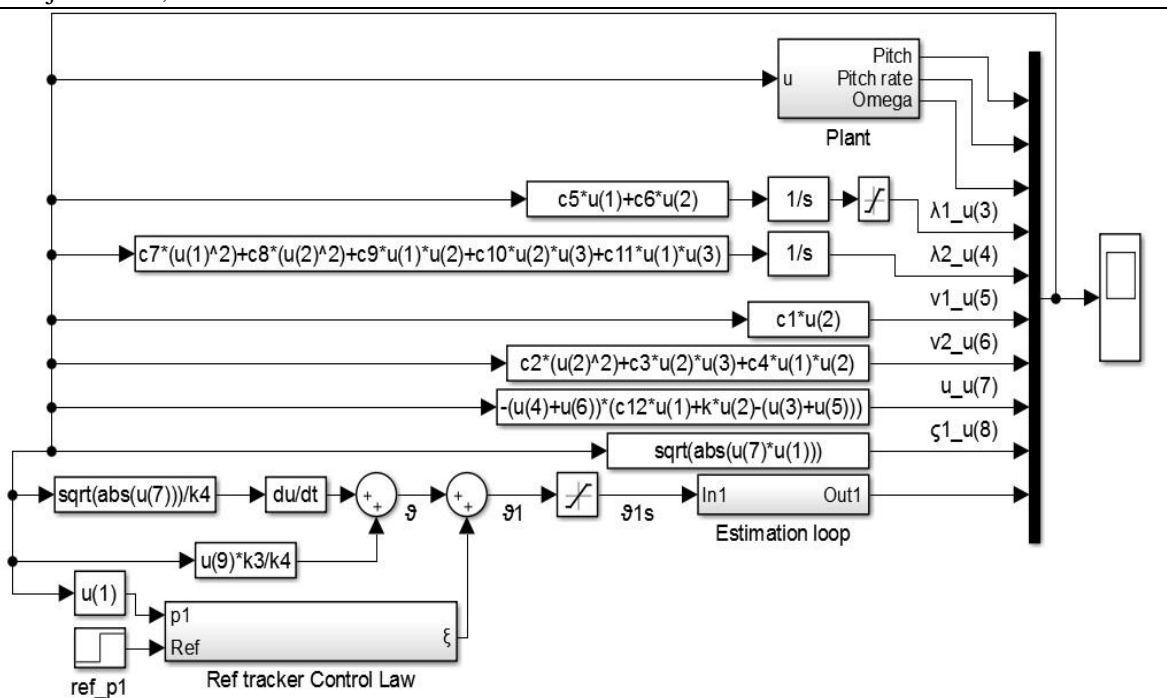 Pitch
u
Pitch rate
Omega
Plant
c5*u(1)+c6*u(2)
1/s
λ1_u(3)
c7*(u(1)^2)+c8*(u(2)^2)+c9*u(1)*u(2)+c10*u(2)*u(3)+c11*u(1)*u(3)
1/s
λ2_u(4)
v1_u(5)
c1*u(2)
v2_u(6)
c2*(u(2)^2)+c3*u(2)*u(3)+c4*u(1)*u(2)
u_u(7)
-(u(4)+u(6))*(c12*u(1)+k*u(2)-(u(3)+u(5)))
ς1_u(8)
sqrt(abs(u(7)*u(1)))
sqrt(abs(u(7)))/k4
du/dt
+
+
ϑ
+
+
ϑ1
ϑ1s
In1
Out1
Estimation loop
u(9)*k3/k4
u(1)
p1
Ref
ξ
Ref tracker Control Law
ref_p1